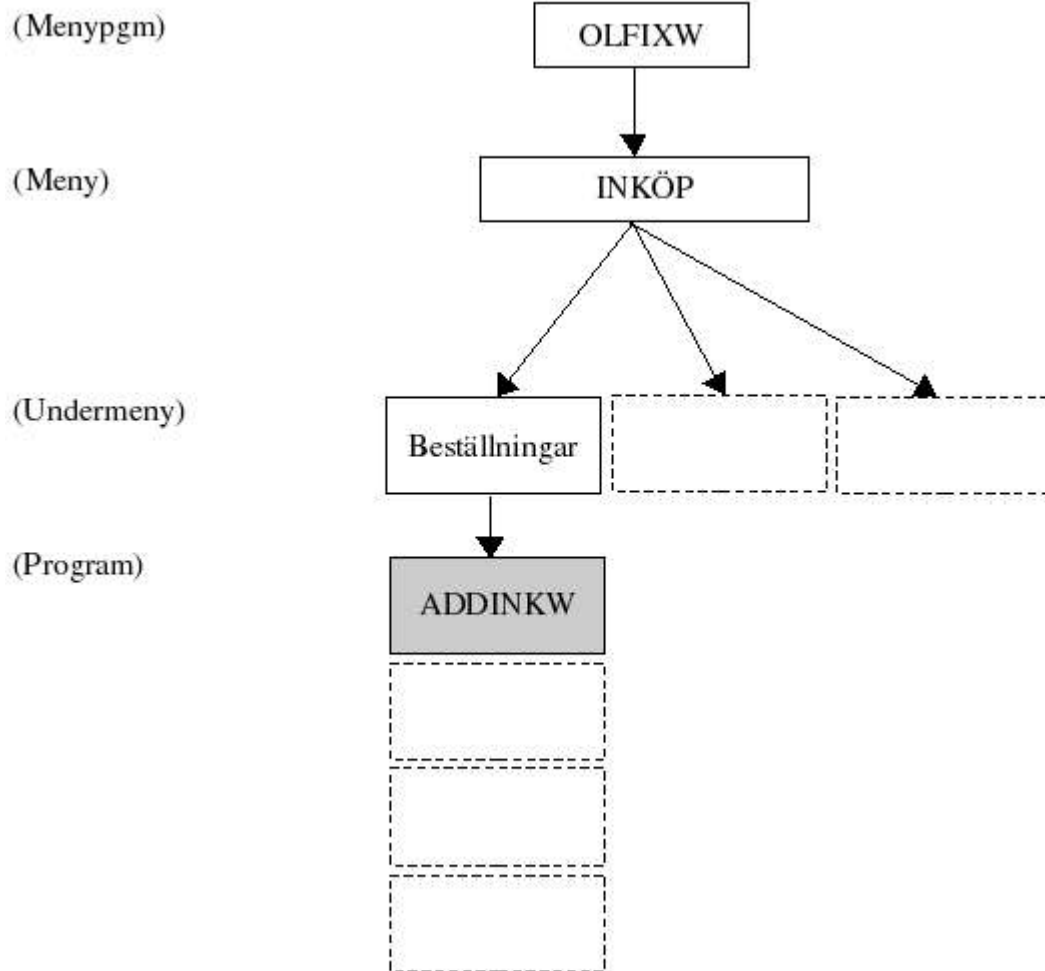 (Menypgm)
OLFIXW
(Meny)
INKÖP
(Undermeny)
Beställningar
(Program)
ADDINKW